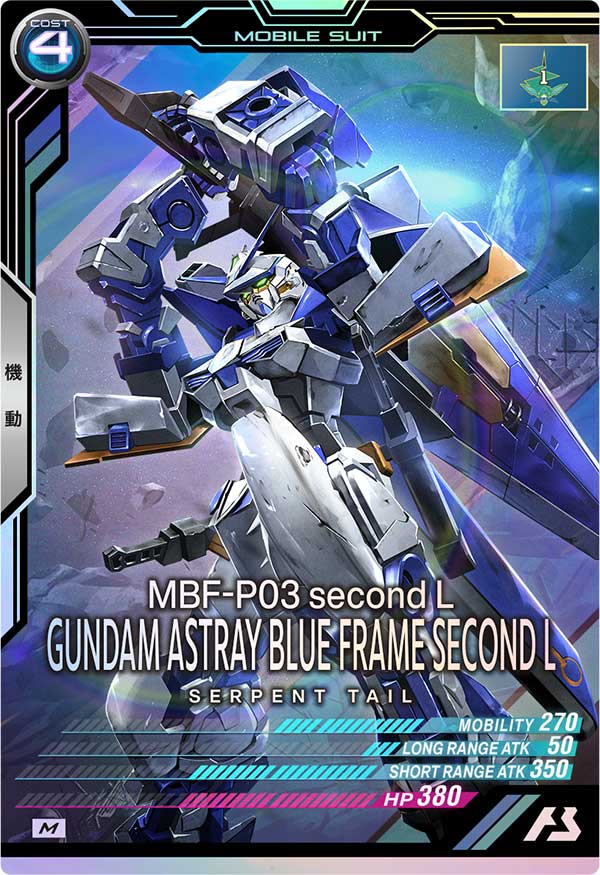 COST
4
MOBILE SUIT
1
機動
MBF-P03 second L
GUNDAM ASTRAY BLUE FRAME SECOND L
SERPENT TAIL
MOBILITY 270
LONG RANGE ATK 50
SHORT RANGE ATK 350
HP 380
M